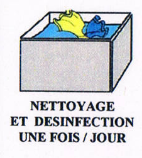 NETTOYAGE
ET DESINFECTION
UNE FOIS / JOUR